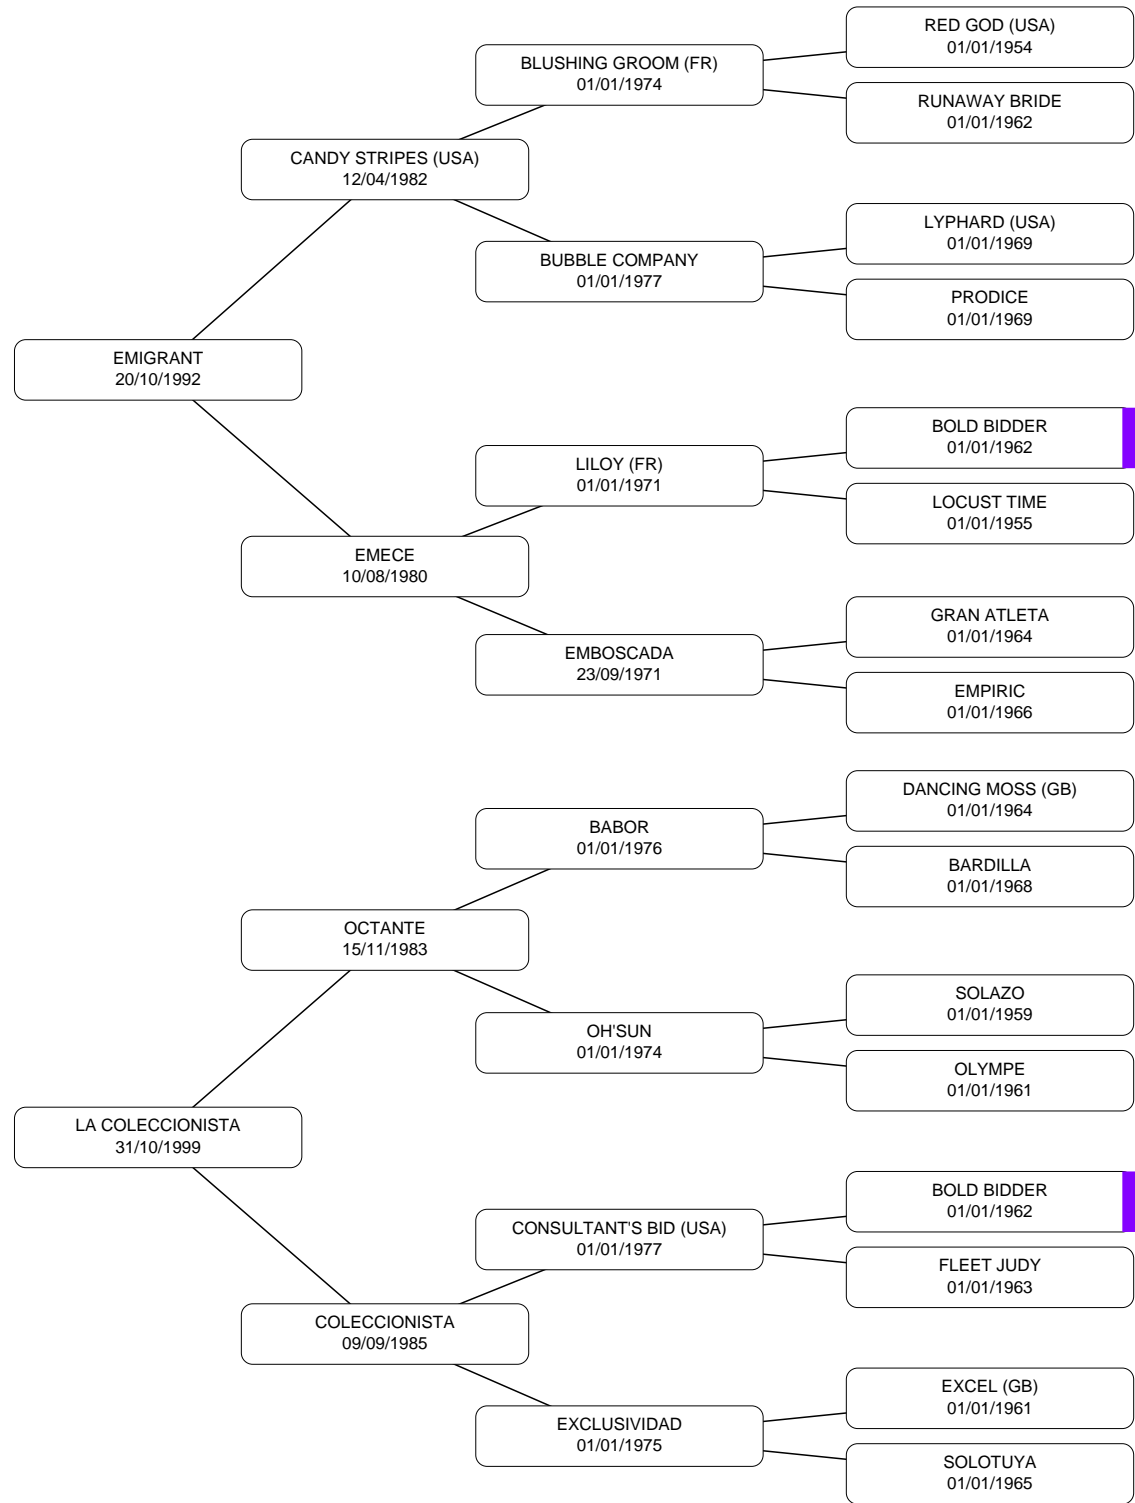 RED GOD (USA)
01/01/1954
BLUSHING GROOM (FR)
01/01/1974
RUNAWAY BRIDE
01/01/1962
CANDY STRIPES (USA)
12/04/1982
LYPHARD (USA)
01/01/1969
BUBBLE COMPANY
01/01/1977
PRODICE
01/01/1969
EMIGRANT
20/10/1992
BOLD BIDDER
01/01/1962
LILOY (FR)
01/01/1971
LOCUST TIME
01/01/1955
EMECE
10/08/1980
GRAN ATLETA
01/01/1964
EMBOSCADA
23/09/1971
EMPIRIC
01/01/1966
DANCING MOSS (GB)
01/01/1964
BABOR
01/01/1976
BARDILLA
01/01/1968
OCTANTE
15/11/1983
SOLAZO
01/01/1959
OH'SUN
01/01/1974
OLYMPE
01/01/1961
LA COLECCIONISTA
31/10/1999
BOLD BIDDER
01/01/1962
CONSULTANT'S BID (USA)
01/01/1977
FLEET JUDY
01/01/1963
COLECCIONISTA
09/09/1985
EXCEL (GB)
01/01/1961
EXCLUSIVIDAD
01/01/1975
SOLOTUYA
01/01/1965